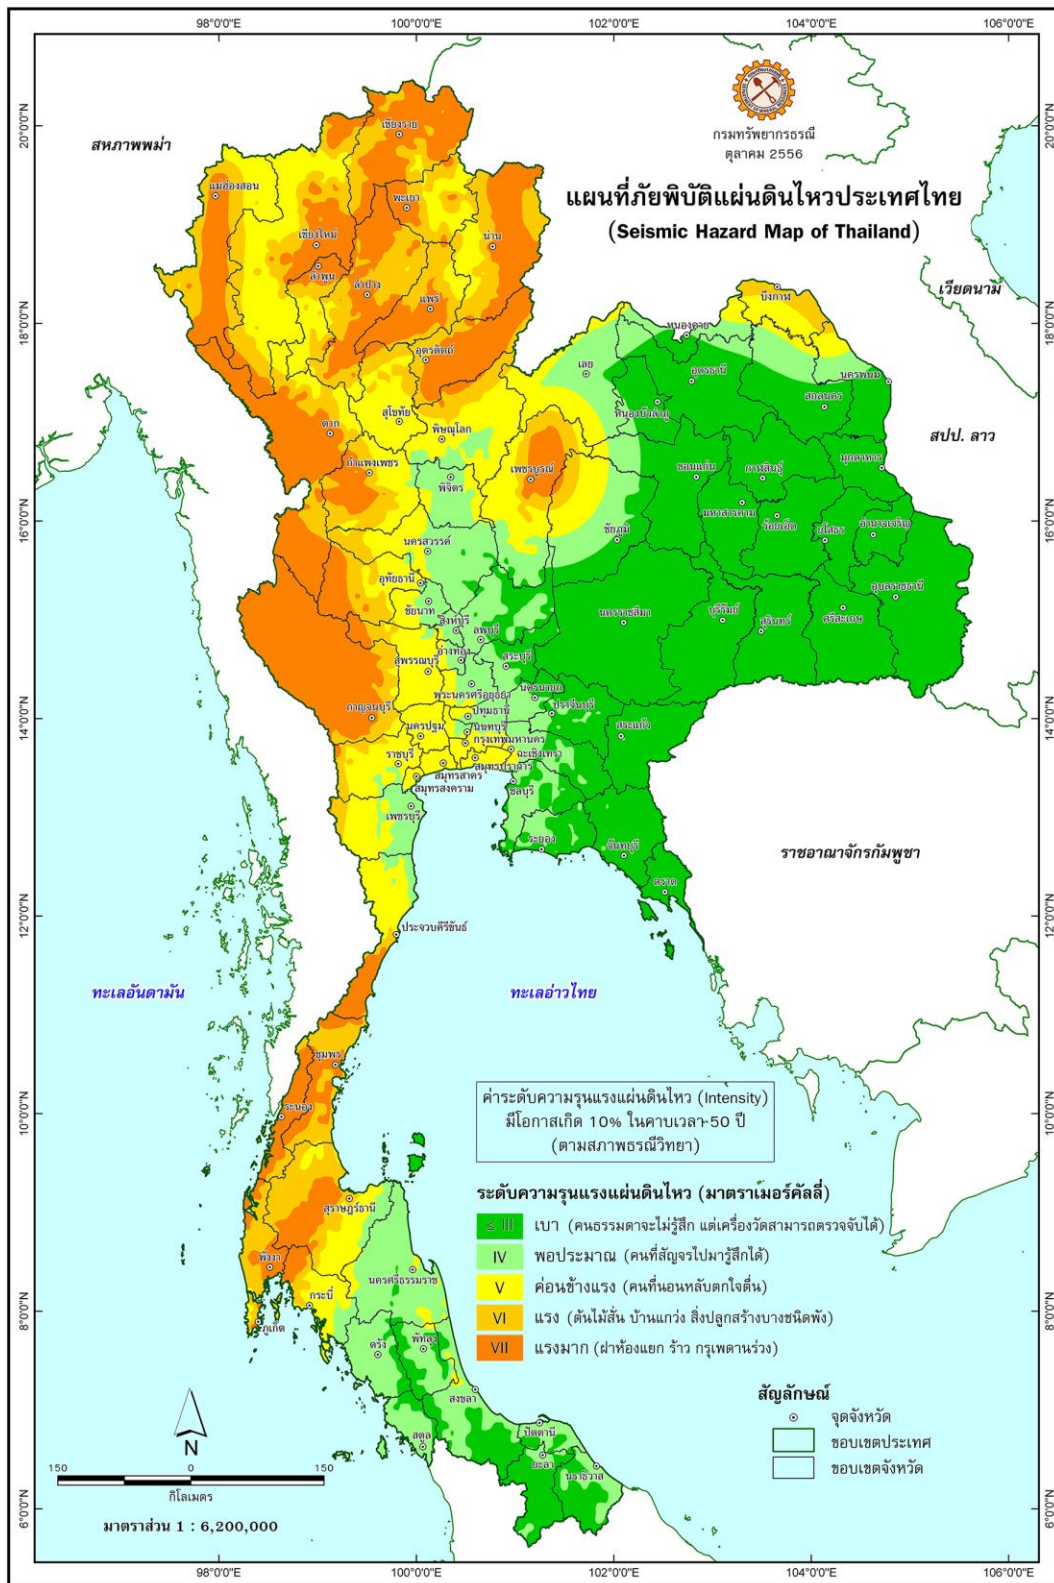 98°0'0"E 100°0'0"E 102°0'0"E 104°0'0"E 106°0'0"E
กรมทรัพยากรธรณี
ตุลาคม 2556
แผนที่ภัยพิบัติแผ่นดินไหวประเทศไทย
(Seismic Hazard Map of Thailand)
20°0'0"N
18°0'0"N
16°0'0"N
14°0'0"N
12°0'0"N
10°0'0"N
8°0'0"N
6°0'0"N
20°0'0"N
18°0'0"N
16°0'0"N
14°0'0"N
12°0'0"N
10°0'0"N
8°0'0"N
6°0'0"N
สหภาพพม่า
เวียดนาม
สปป. ลาว
ราชอาณาจักรกัมพูชา
ทะเลอันดามัน
ทะเลอ่าวไทย
เชียงราย
แม่ฮ่องสอน
พะเยา
เชียงใหม่
น่าน
ลำพูน
ลำปาง
แพร่
อุตรดิตถ์
บึงกาฬ
หนองคาย
เลย
อุดรธานี
นครพนม
สกลนคร
หนองบัวลำภู
สุโขทัย
ตาก
พิษณุโลก
มุกดาหาร
กำแพงเพชร
พิจิตร
เพชรบูรณ์
ขอนแก่น
กาฬสินธุ์
มหาสารคาม
ร้อยเอ็ด
ยโสธร
อำนาจเจริญ
ชัยภูมิ
นครสวรรค์
อุทัยธานี
ชัยนาท
สิงห์บุรี
ลพบุรี
นครราชสีมา
บุรีรัมย์
สุรินทร์
ศรีสะเกษ
อุบลราชธานี
อ่างทอง
สุพรรณบุรี
สระบุรี
พระนครศรีอยุธยา
นครนายก
กาญจนบุรี
ปทุมธานี
ปราจีนบุรี
นครปฐม
นนทบุรี
กรุงเทพมหานคร
สระแก้ว
ราชบุรี
ฉะเชิงเทรา
สมุทรสาคร
สมุทรปราการ
สมุทรสงคราม
ชลบุรี
เพชรบุรี
ระยอง
จันทบุรี
ตราด
ประจวบคีรีขันธ์
ชุมพร
ระนอง
สุราษฎร์ธานี
พังงา
นครศรีธรรมราช
กระบี่
ภูเก็ต
ตรัง
พัทลุง
สงขลา
สตูล
ปัตตานี
ยะลา
นราธิวาส
ค่าระดับความรุนแรงแผ่นดินไหว (Intensity)
มีโอกาสเกิด 10% ในคาบเวลา 50 ปี
(ตามสภาพธรณีวิทยา)
ระดับความรุนแรงแผ่นดินไหว (มาตราเมอร์คัลลี่)
≤ III เบา (คนธรรมดาจะไม่รู้สึก แต่เครื่องวัดสามารถตรวจจับได้)
IV พอประมาณ (คนที่สัญจรไปมารู้สึกได้)
V ค่อนข้างแรง (คนที่นอนหลับตกใจตื่น)
VI แรง (ต้นไม้สั่น บ้านแกว่ง สิ่งปลูกสร้างบางชนิดพัง)
VII แรงมาก (ฝาห้องแยก ร้าว กรุเพดานร่วง)
สัญลักษณ์
จุดจังหวัด
ขอบเขตประเทศ
ขอบเขตจังหวัด
N
150 0 150
กิโลเมตร
มาตราส่วน 1 : 6,200,000
98°0'0"E 100°0'0"E 102°0'0"E 104°0'0"E 106°0'0"E